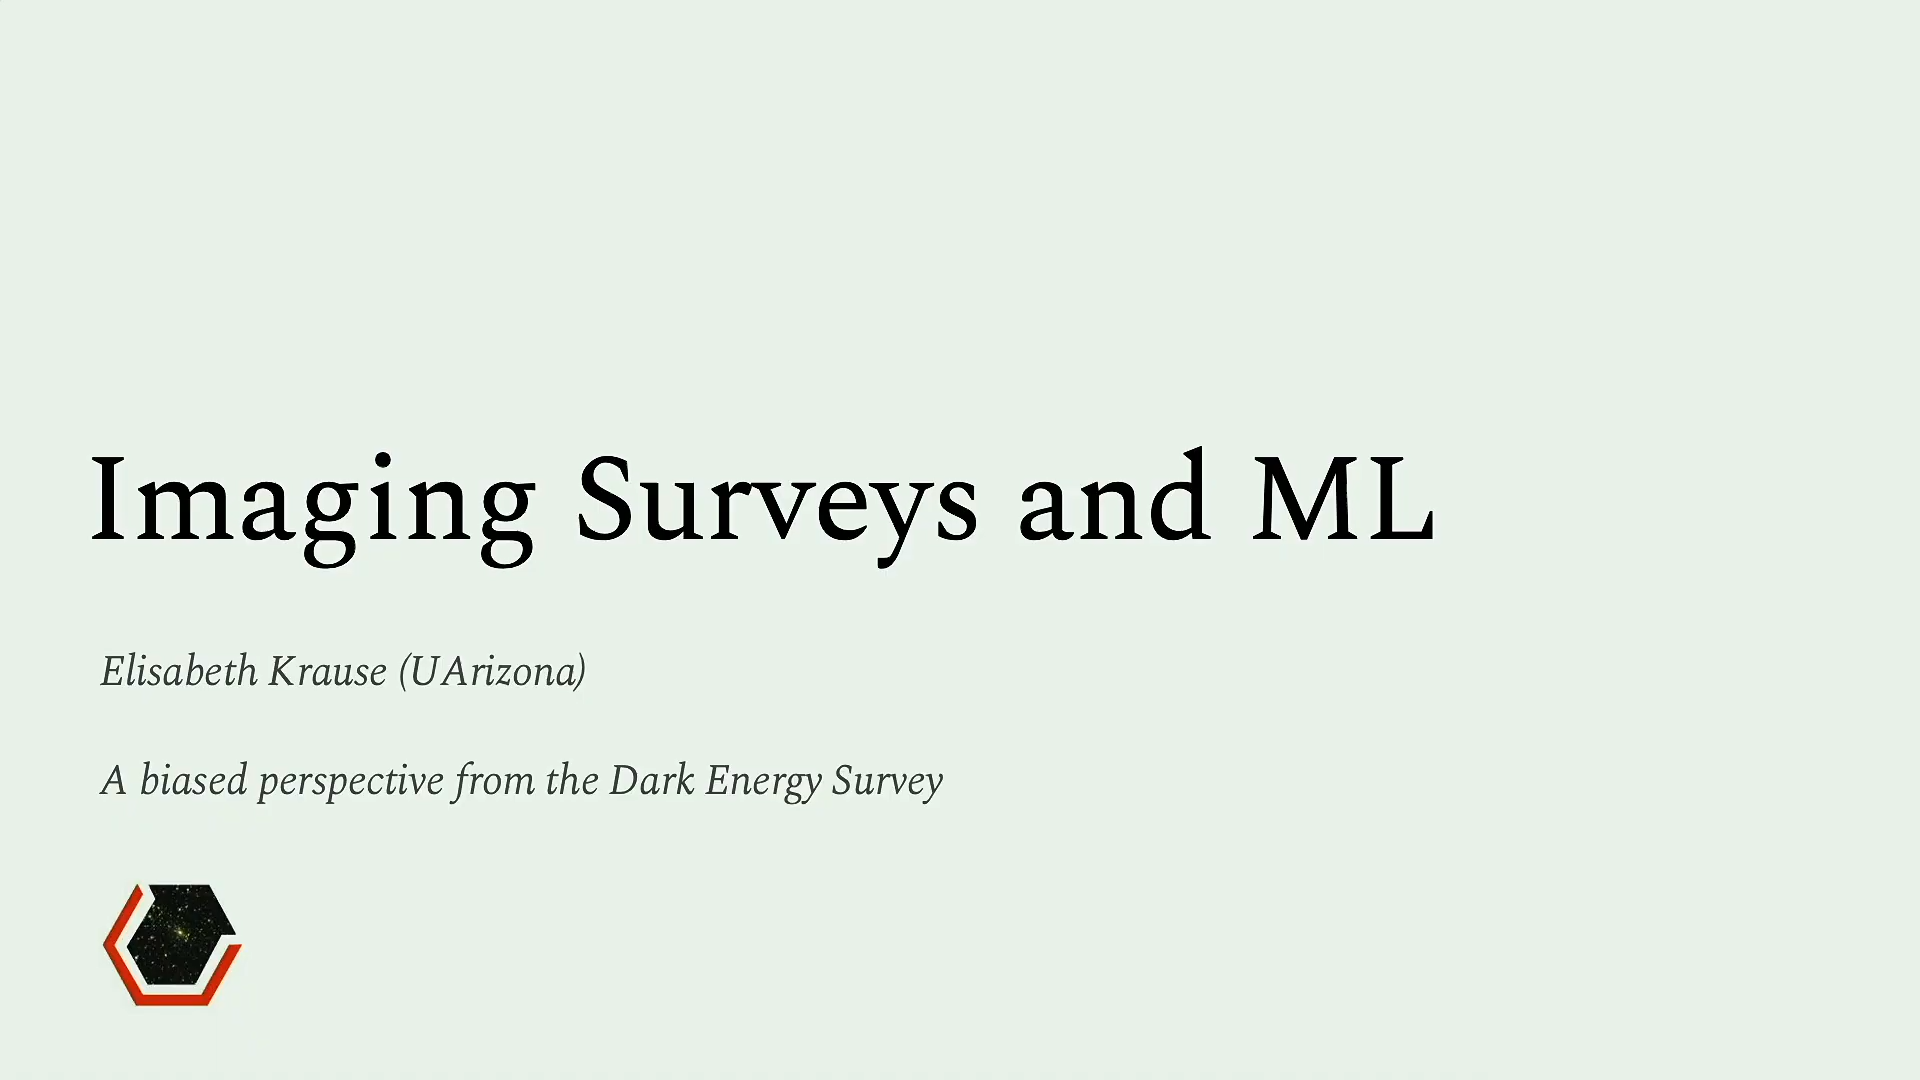 Imaging Surveys and ML
Elisabeth Krause (UArizona)
A biased perspective from the Dark Energy Survey